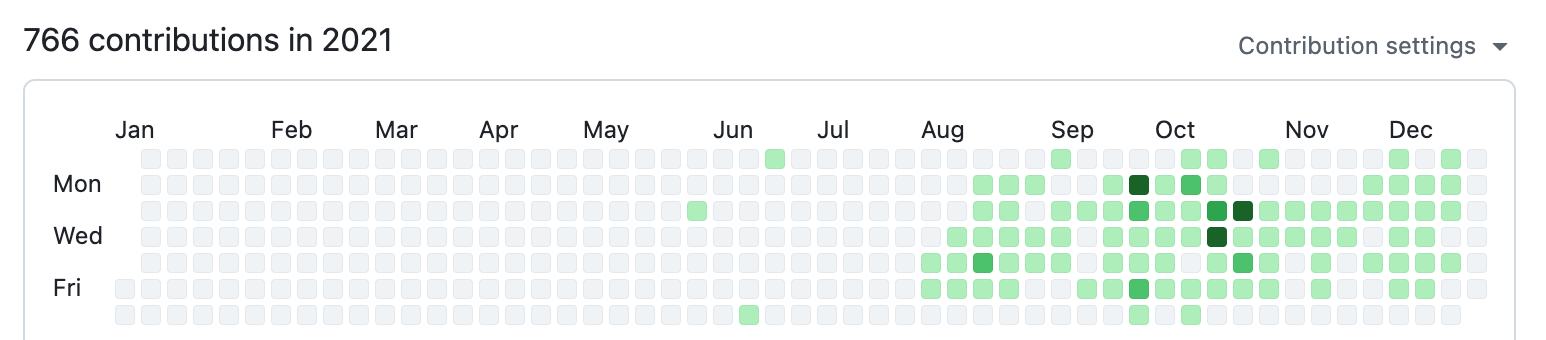 766 contributions in 2021
Contribution settings
Jan Feb Mar Apr May Jun Jul Aug Sep Oct Nov Dec
Mon
Wed
Fri